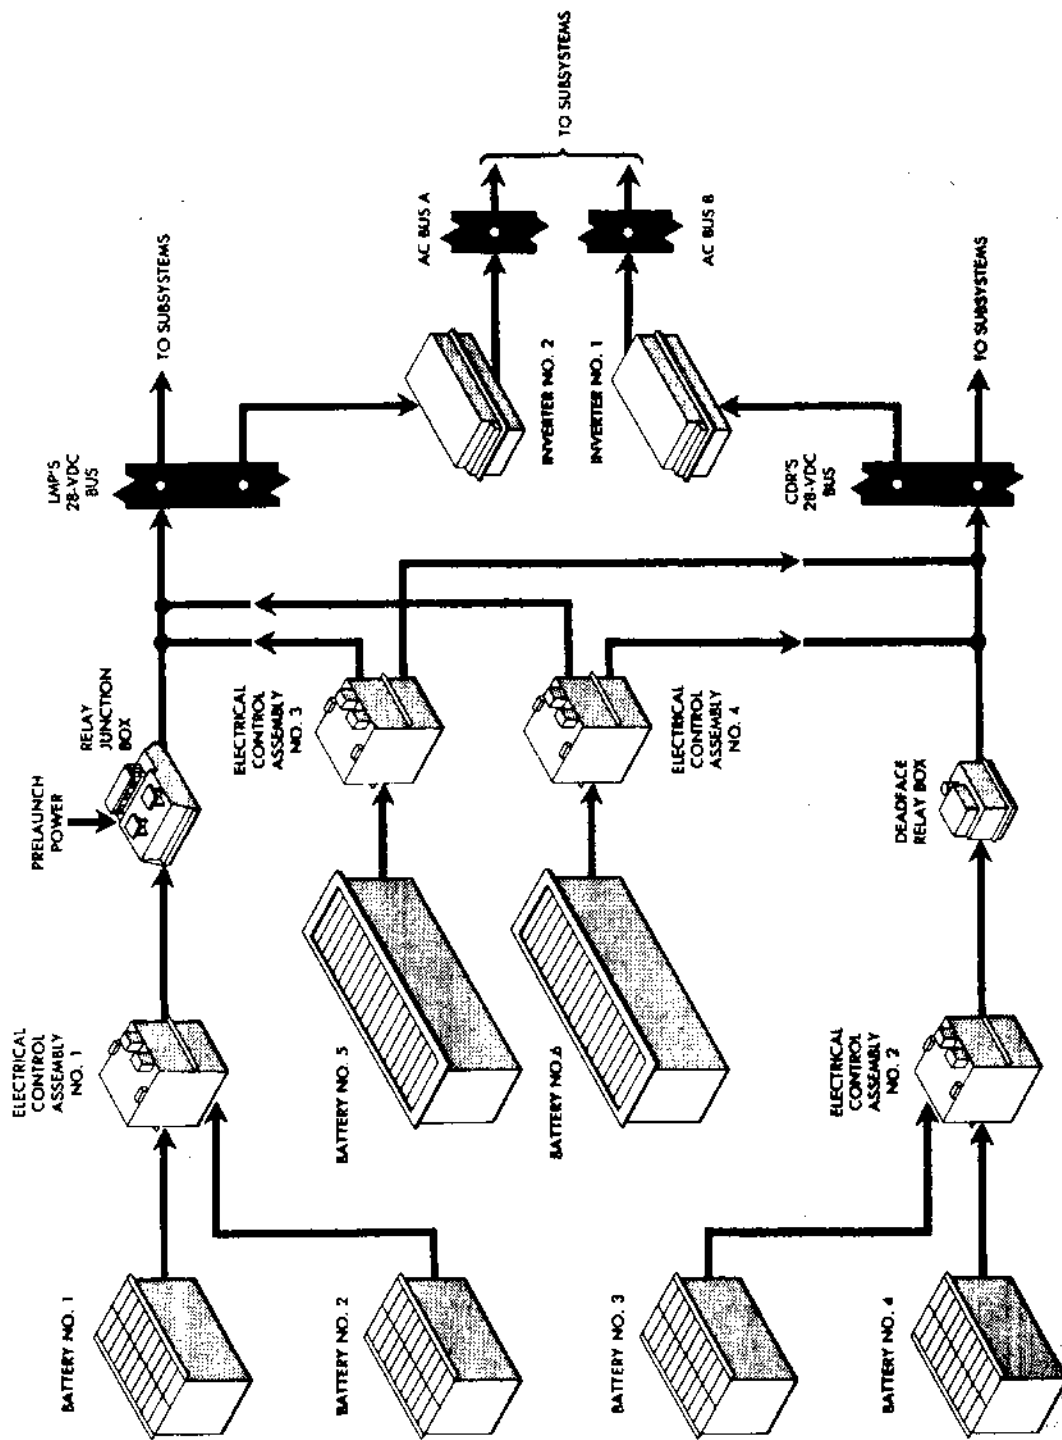 BATTERY NO. 1
BATTERY NO. 2
BATTERY NO. 3
BATTERY NO. 4
ELECTRICAL
CONTROL
ASSEMBLY
NO. 1
BATTERY NO. 5
BATTERY NO.6
ELECTRICAL
CONTROL
ASSEMBLY
NO. 2
PRELAUNCH
POWER
RELAY
JUNCTION
BOX
ELECTRICAL
CONTROL
ASSEMBLY
NO. 3
ELECTRICAL
CONTROL
ASSEMBLY
NO. 4
DEADFACE
RELAY BOX
LMP'S
28-VDC
BUS
INVERTER NO. 2
INVERTER NO. 1
CDR'S
28-VDC
BUS
TO SUBSYSTEMS
AC BUS A
AC BUS B
TO SUBSYSTEMS
TO SUBSYSTEMS